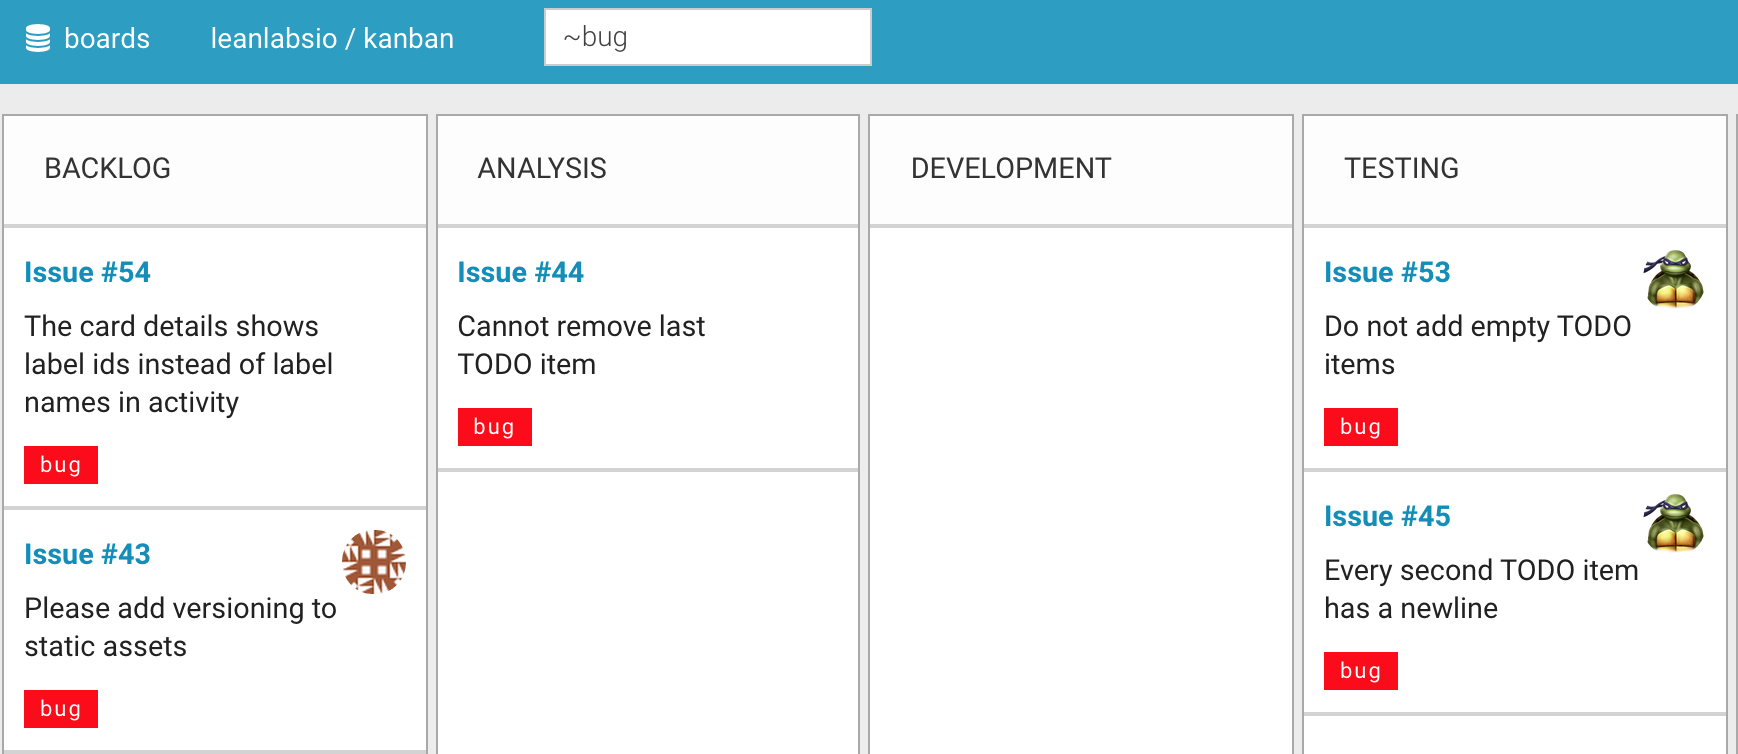 boards leanlabsio / kanban ~bug
BACKLOG
Issue #54
The card details shows
label ids instead of label
names in activity
bug
Issue #43
Please add versioning to
static assets
bug
ANALYSIS
Issue #44
Cannot remove last
TODO item
bug
DEVELOPMENT
TESTING
Issue #53
Do not add empty TODO
items
bug
Issue #45
Every second TODO item
has a newline
bug